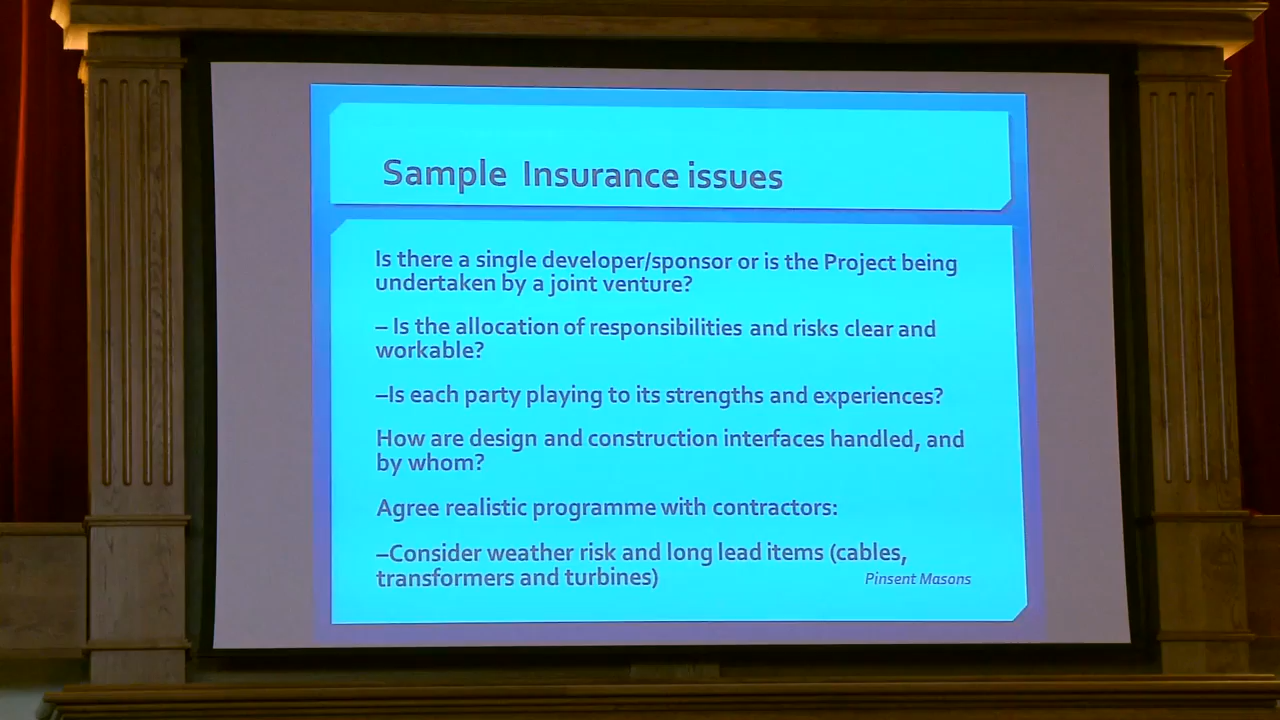 Sample Insurance issues
Is there a single developer/sponsor or is the Project being
undertaken by a joint venture?
– Is the allocation of responsibilities and risks clear and
workable?
–Is each party playing to its strengths and experiences?
How are design and construction interfaces handled, and
by whom?
Agree realistic programme with contractors:
–Consider weather risk and long lead items (cables,
transformers and turbines)
Pinsent Masons